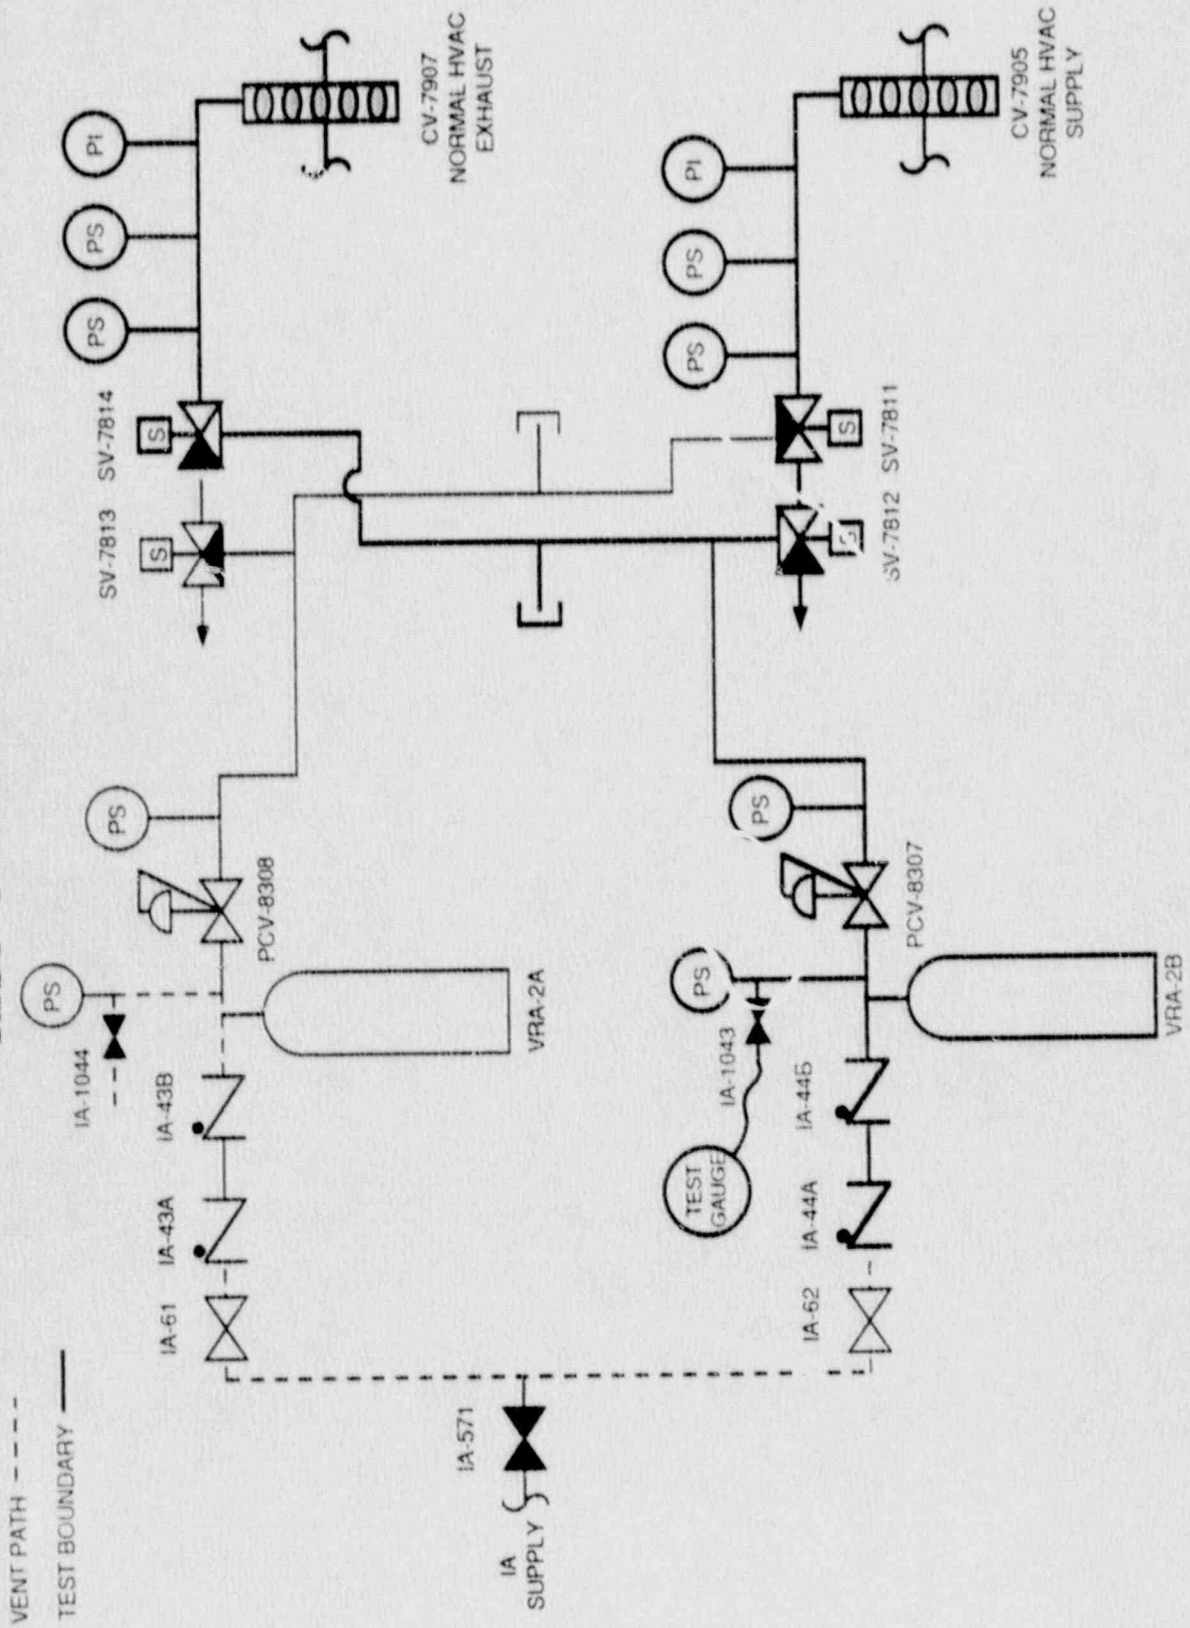 VENT PATH
TEST BOUNDARY
IA
SUPPLY
IA-571
IA-61
IA-43A
IA-43B
IA-1044
PS
VRA-2A
PCV-8308
PS
SV-7813
S
SV-7814
S
PS
PS
PI
CV-7907
NORMAL HVAC
EXHAUST
IA-62
IA-44A
IA-44B
TEST
GAUGE
IA-1043
PS
VRA-2B
PCV-8307
PS
SV-7812
S
SV-7811
S
PS
PS
PI
CV-7905
NORMAL HVAC
SUPPLY